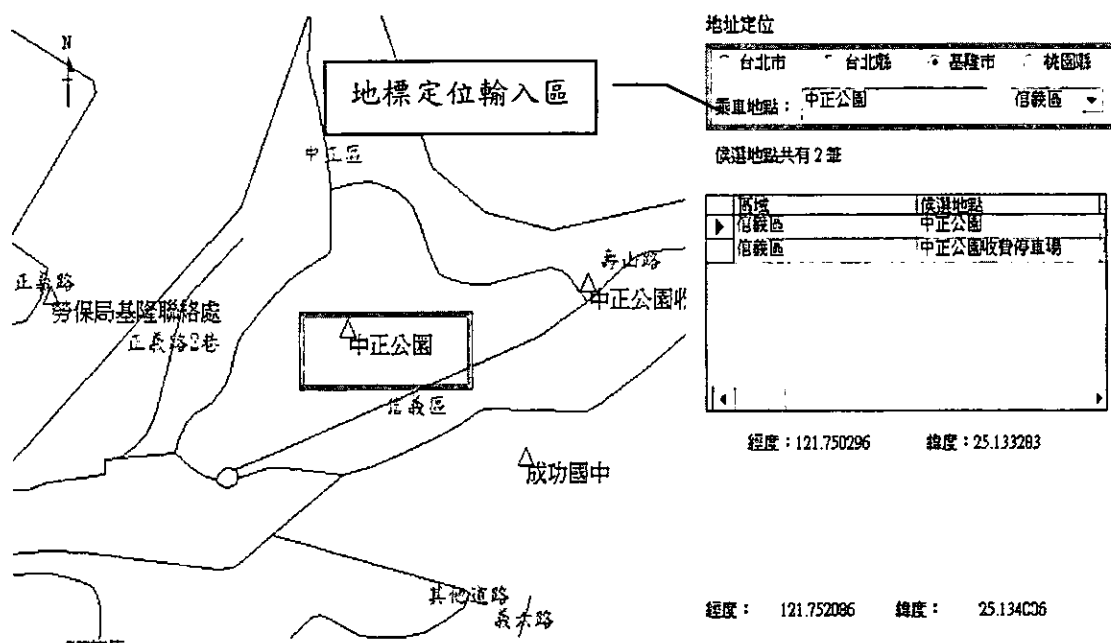 地址定位
台北市 台北縣 基隆市 桃園縣
乘車地點： 中正公園 信義區
候選地點共有 2 筆
區域 候選地點
信義區 中正公園
信義區 中正公園收費停車場
經度：121.750296 緯度：25.133283
經度： 121.752086 緯度：
N
地標定位輸入區
中正區
壽山路
中正公園收
正義路
勞保局基隆聯絡處
正義路2巷
中正公園
信義區
成功國中
其他道路